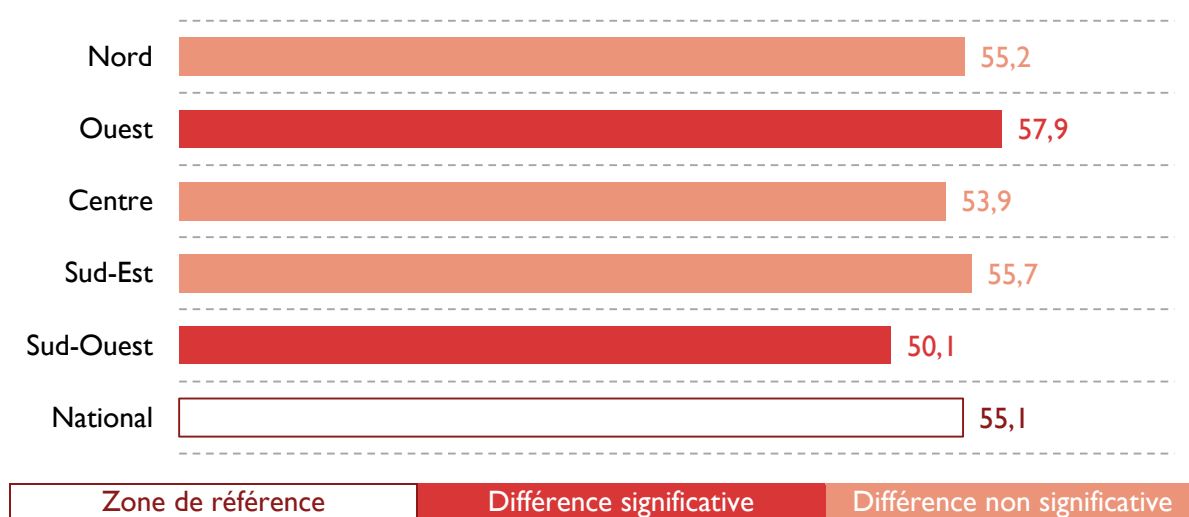 Nord 55,2
Ouest 57,9
Centre 53,9
Sud-Est 55,7
Sud-Ouest 50,1
National 55,1
Zone de référence Différence significative Différence non significative